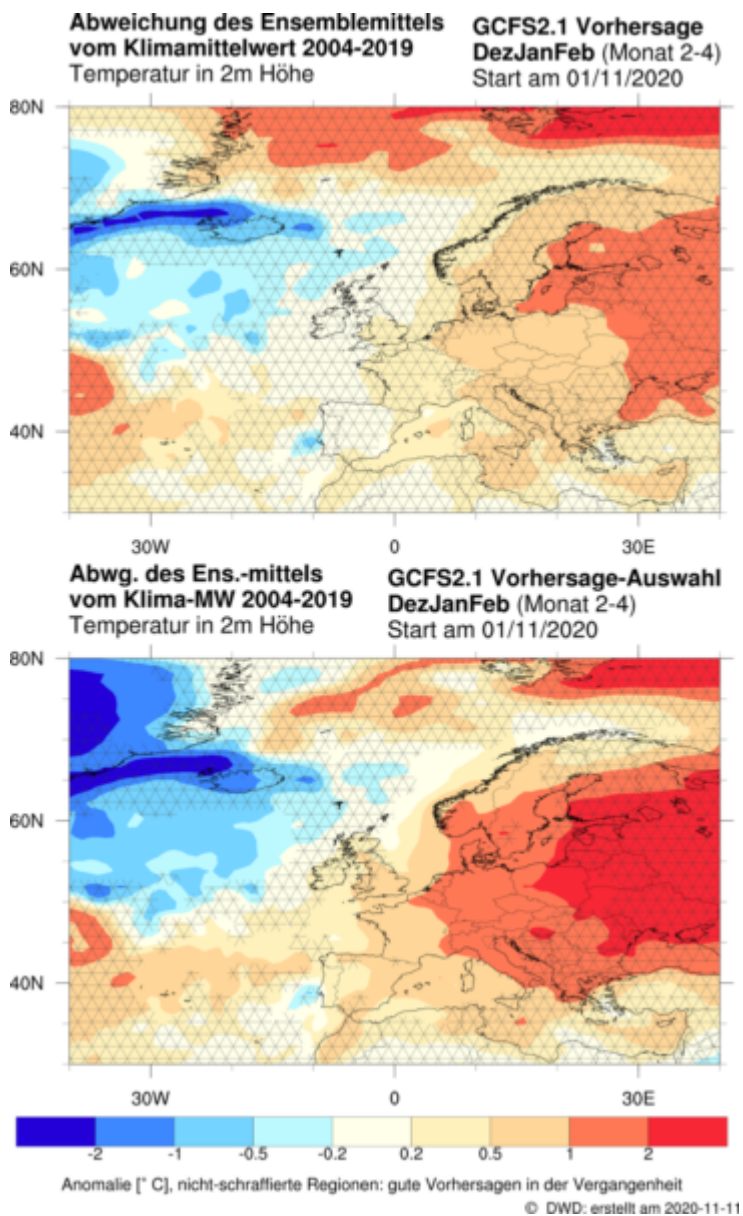 Abweichung des Ensemblemittels
vom Klimamittelwert 2004-2019
Temperatur in 2m Höhe
GCFS2.1 Vorhersage
DezJanFeb (Monat 2-4)
Start am 01/11/2020
80N
60N
40N
30W
0
30E
Abwg. des Ens.-mittels
vom Klima-MW 2004-2019
Temperatur in 2m Höhe
GCFS2.1 Vorhersage-Auswahl
DezJanFeb (Monat 2-4)
Start am 01/11/2020
80N
60N
40N
30W
0
30E
-2 -1 -0.5 -0.2 0.2 0.5 1 2
Anomalie [° C], nicht-schraffierte Regionen: gute Vorhersagen in der Vergangenheit
© DWD: erstellt am 2020-11-11